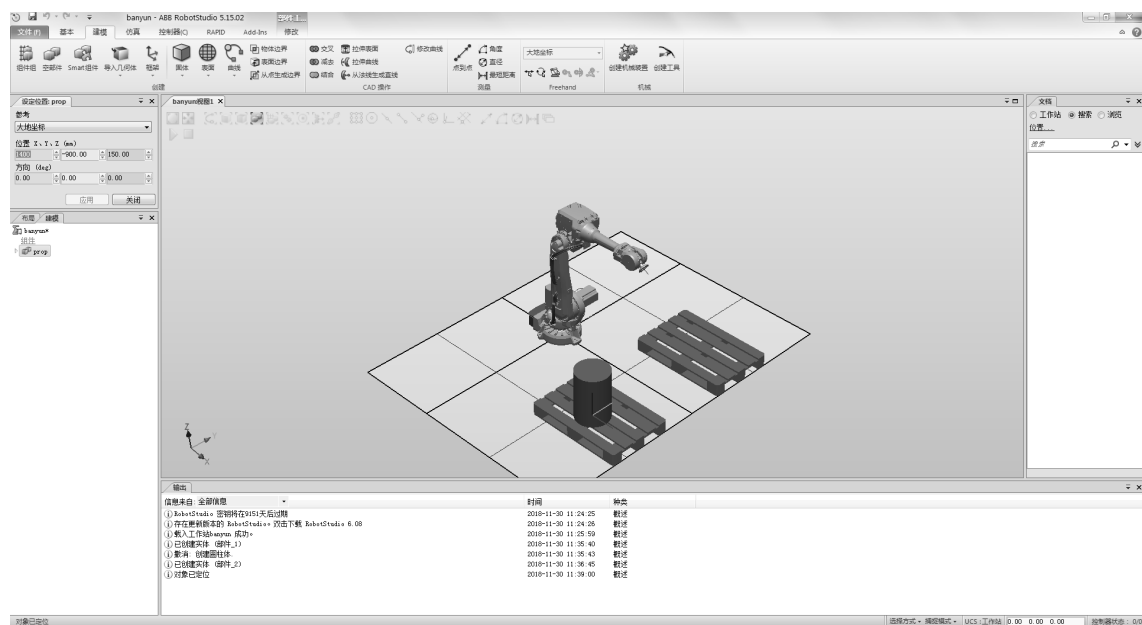 banyun - ABB RobotStudio 5.15.02
文件(F) 基本 建模 仿真 控制器(C) RAPID Add-Ins 修改
组件组 空部件 Smart组件 导入几何体 框架 固体 表面 曲线
物体边界
表面边界
从点生成边界
交叉 拉伸表面 修改曲线
减去 拉伸曲线
结合 从法线生成直线
点到点 角度
直径
最短距离
大地坐标
创建机械装置 创建工具
创建 CAD 操作 测量 Freehand 机械
设定位置: prop
参考
大地坐标
位置 X、Y、Z (mm)
-900.00 150.00
方向 (deg)
0.00 0.00 0.00
应用 关闭
布局 建模
banyun*
组件
prop
banyun:视图1
Z
Y
X
文档
工作站 搜索 浏览
位置...
搜索
输出
信息来自: 全部信息 时间 种类
RobotStudio 密钥将在9151天后过期 2018-11-30 11:24:25 概述
存在更新版本的 RobotStudio。双击下载 RobotStudio 6.08 2018-11-30 11:24:26 概述
载入工作站banyun 成功。 2018-11-30 11:25:59 概述
已创建实体 (部件_1) 2018-11-30 11:35:40 概述
撤消: 创建圆柱体. 2018-11-30 11:35:43 概述
已创建实体 (部件_2) 2018-11-30 11:36:45 概述
对象已定位 2018-11-30 11:39:00 概述
对象已定位 选择方式 捕捉模式 UCS : 工作站 0.00 0.00 0.00 控制器状态: 0/0